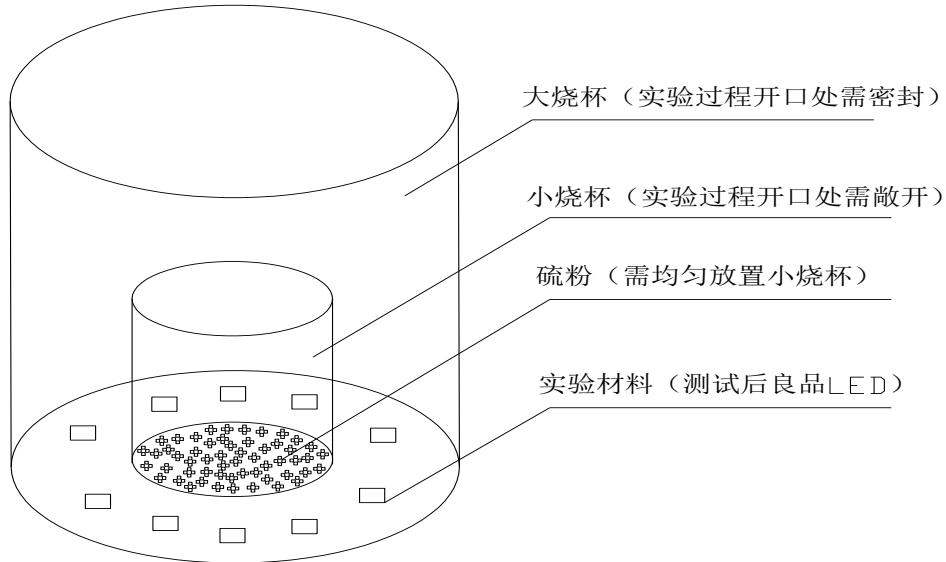 大烧杯（实验过程开口处需密封）
小烧杯（实验过程开口处需敞开）
硫粉（需均匀放置小烧杯）
实验材料（测试后良品LED）